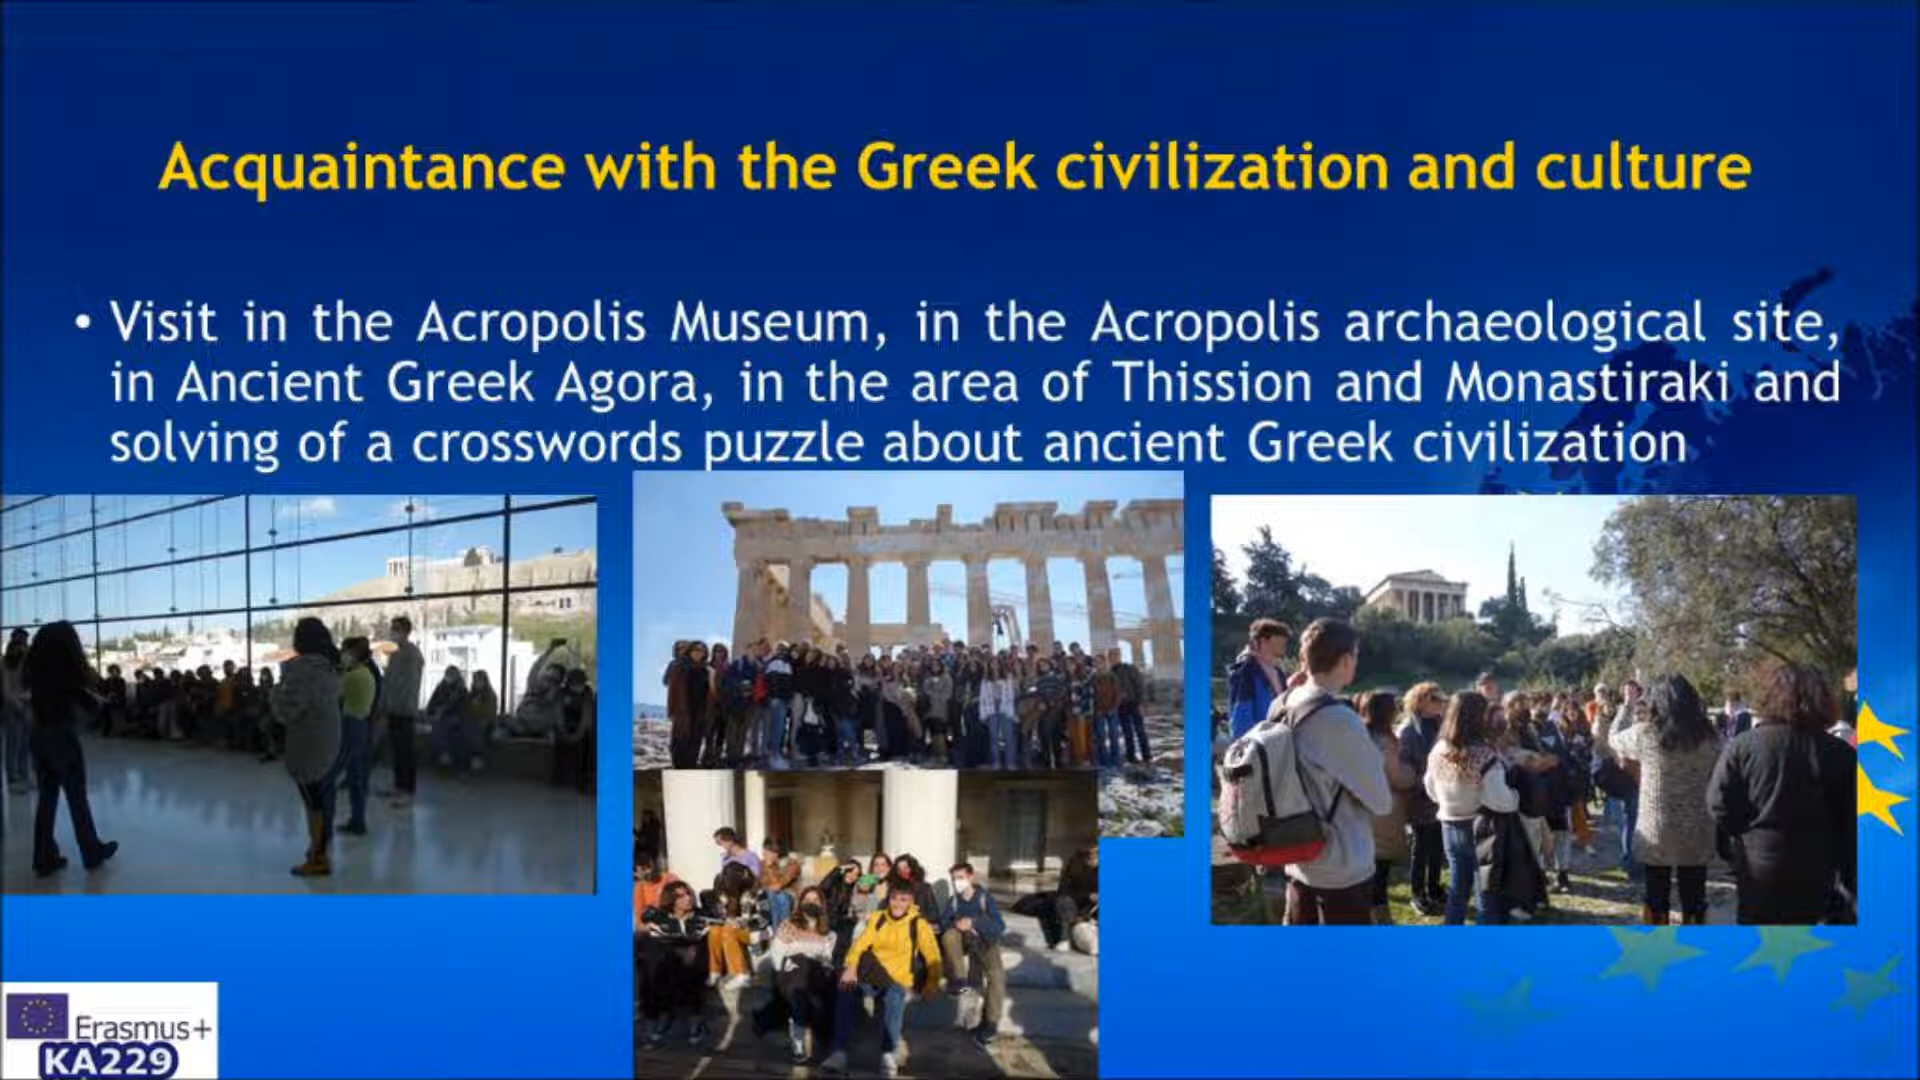 Acquaintance with the Greek civilization and culture
• Visit in the Acropolis Museum, in the Acropolis archaeological site,
in Ancient Greek Agora, in the area of Thission and Monastiraki and
solving of a crosswords puzzle about ancient Greek civilization
Erasmus+
KA229